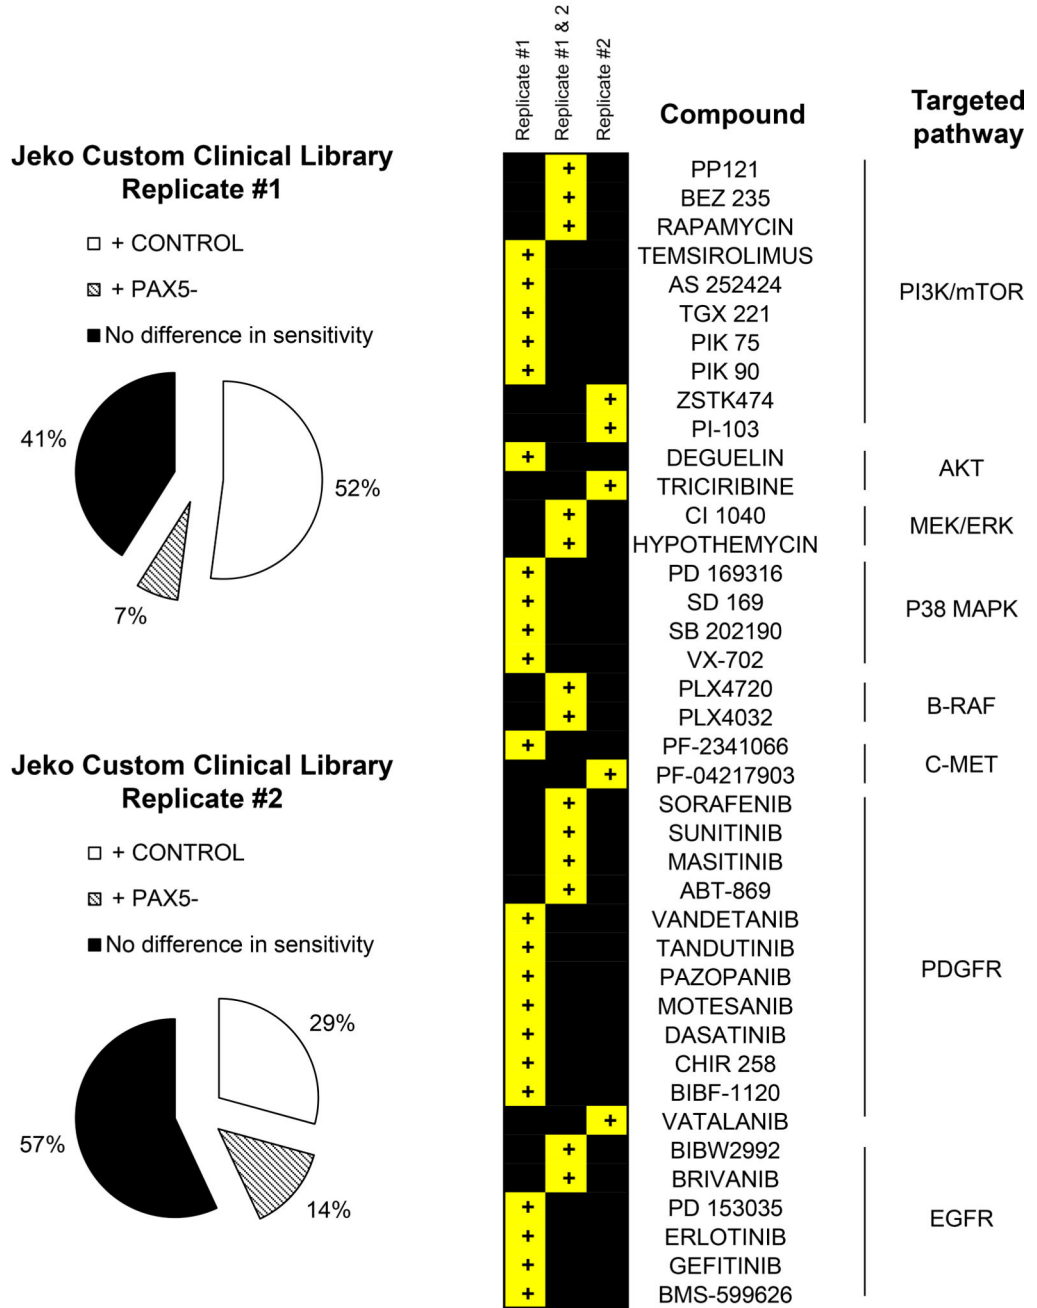 Jeko Custom Clinical Library
Replicate #1
□ + CONTROL
▧ + PAX5-
■ No difference in sensitivity
41%
52%
7%
Jeko Custom Clinical Library
Replicate #2
□ + CONTROL
▧ + PAX5-
■ No difference in sensitivity
29%
57%
14%
Replicate #1
Replicate #1 & 2
Replicate #2
Compound
Targeted
pathway
+ PP121
+ BEZ 235
+ RAPAMYCIN
+ TEMSIROLIMUS
+ AS 252424
+ TGX 221
+ PIK 75
+ PIK 90
+ ZSTK474
+ PI-103
PI3K/mTOR
+ DEGUELIN
+ TRICIRIBINE
AKT
+ CI 1040
+ HYPOTHEMYCIN
MEK/ERK
+ PD 169316
+ SD 169
+ SB 202190
+ VX-702
P38 MAPK
+ PLX4720
+ PLX4032
B-RAF
+ PF-2341066
+ PF-04217903
C-MET
+ SORAFENIB
+ SUNITINIB
+ MASITINIB
+ ABT-869
+ VANDETANIB
+ TANDUTINIB
+ PAZOPANIB
+ MOTESANIB
+ DASATINIB
+ CHIR 258
+ BIBF-1120
+ VATALANIB
PDGFR
+ BIBW2992
+ BRIVANIB
+ PD 153035
+ ERLOTINIB
+ GEFITINIB
+ BMS-599626
EGFR